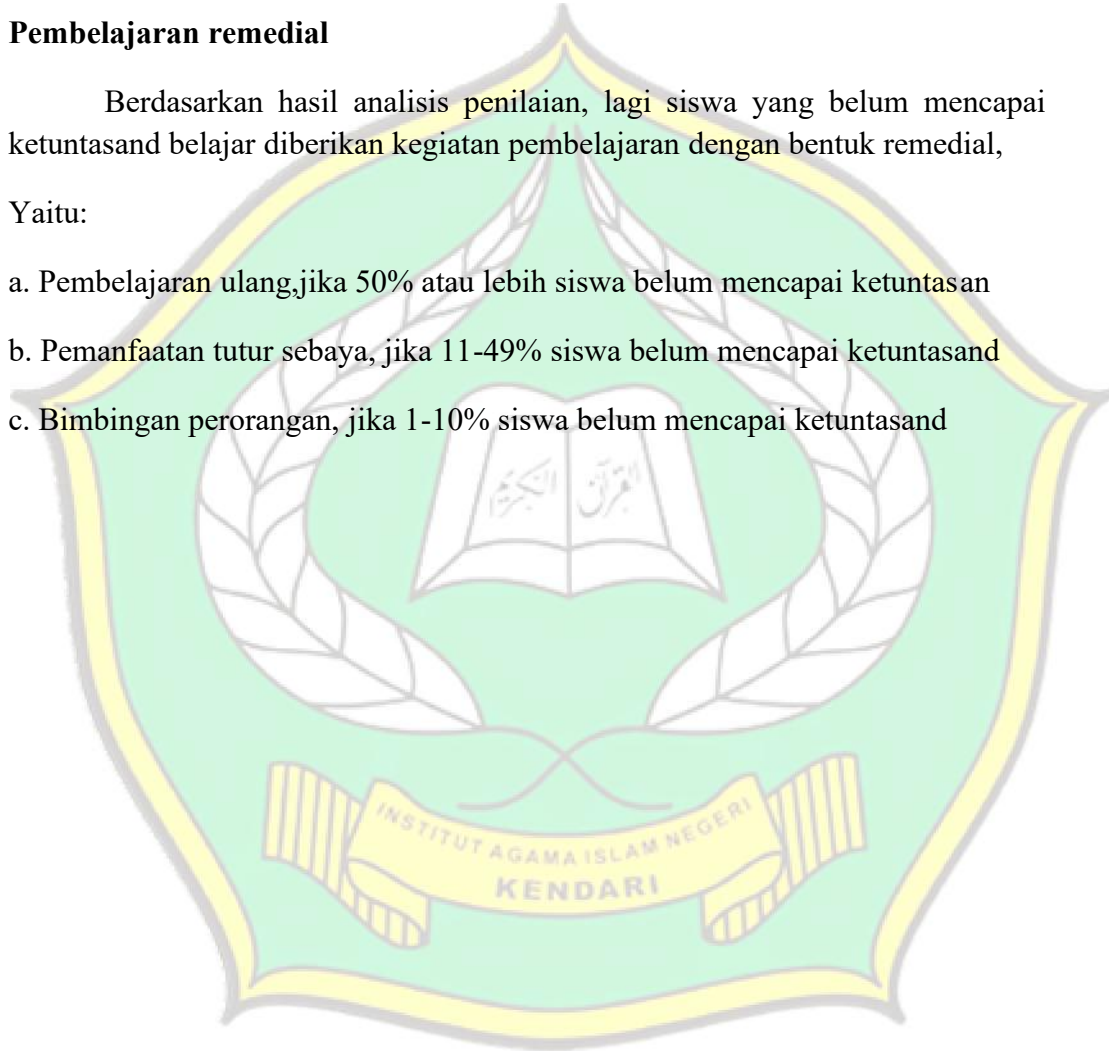 Pembelajaran remedial
Berdasarkan hasil analisis penilaian, lagi siswa yang belum mencapai
ketuntasand belajar diberikan kegiatan pembelajaran dengan bentuk remedial,
Yaitu:
a. Pembelajaran ulang,jika 50% atau lebih siswa belum mencapai ketuntasan
b. Pemanfaatan tutur sebaya, jika 11-49% siswa belum mencapai ketuntasand
c. Bimbingan perorangan, jika 1-10% siswa belum mencapai ketuntasand
القرآن الكريم
INSTITUT AGAMA ISLAM NEGERI
KENDARI